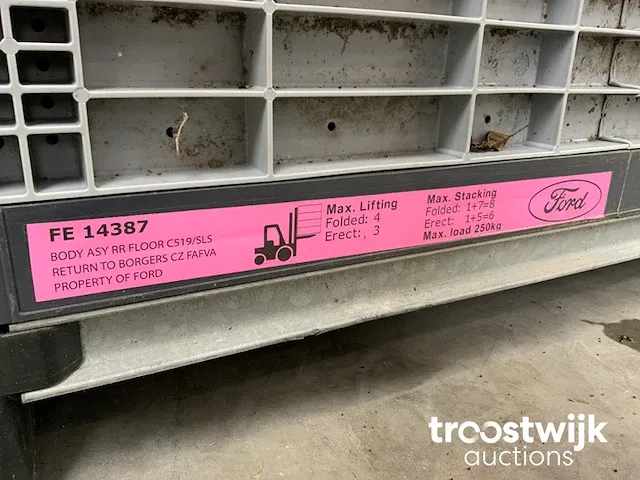 FE 14387
BODY ASY RR FLOOR C519/SL5
RETURN TO BORGERS CZ FAFVA
PROPERTY OF FORD
Max. Lifting
Folded: 4
Erect: 3
Max. Stacking
Folded: 1+7=8
Erect: 1+5=6
Max. load 250kg
Ford
troostwijk
auctions